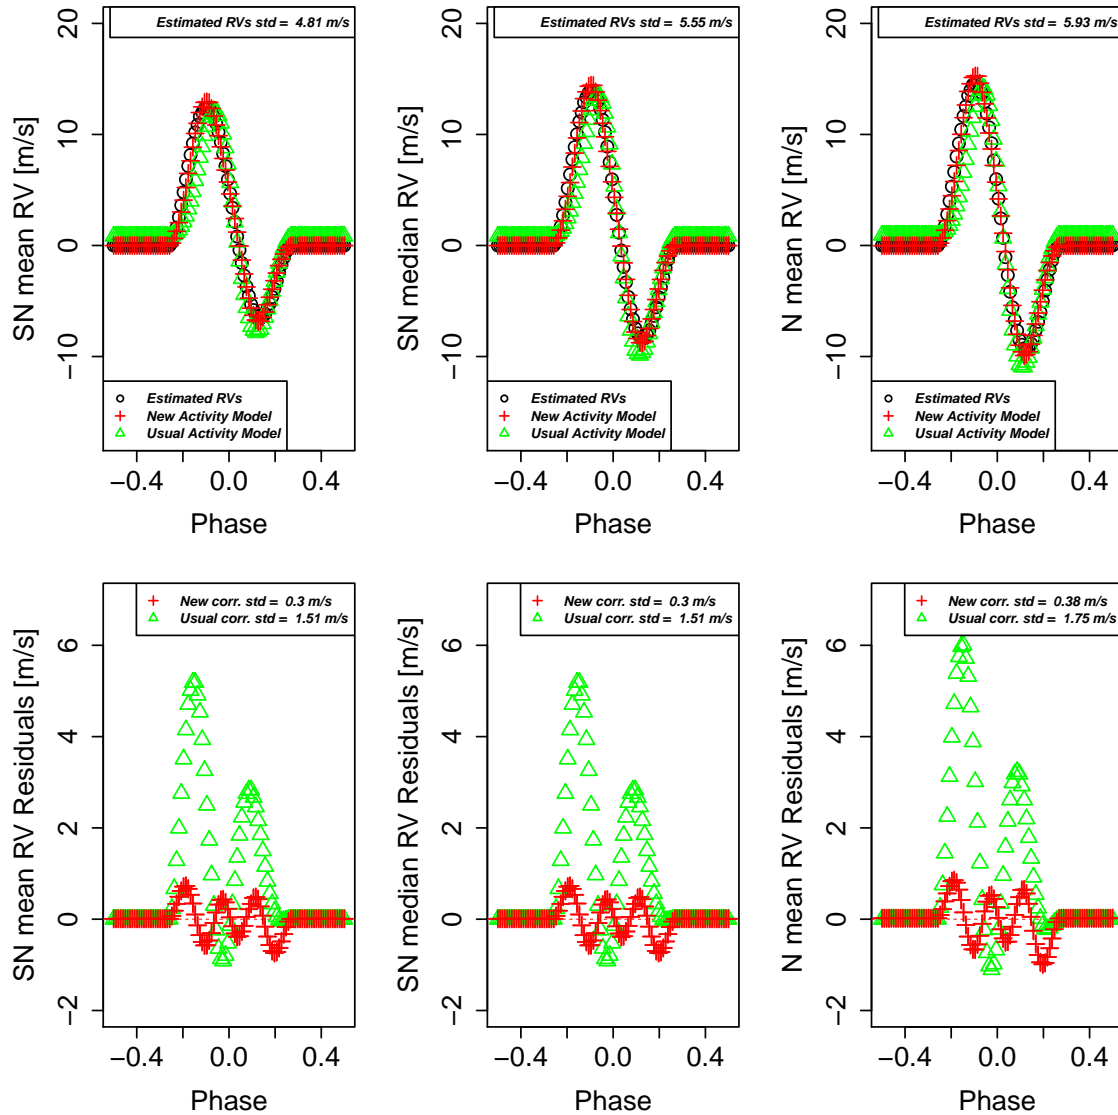 Estimated RVs std = 4.81 m/s
SN mean RV [m/s]
20
10
0
−10
Estimated RVs
New Activity Model
Usual Activity Model
−0.4 0.0 0.4
Phase
Estimated RVs std = 5.55 m/s
SN median RV [m/s]
20
10
0
−10
Estimated RVs
New Activity Model
Usual Activity Model
−0.4 0.0 0.4
Phase
Estimated RVs std = 5.93 m/s
N mean RV [m/s]
20
10
0
−10
Estimated RVs
New Activity Model
Usual Activity Model
−0.4 0.0 0.4
Phase
New corr. std = 0.3 m/s
Usual corr. std = 1.51 m/s
SN mean RV Residuals [m/s]
6
4
2
0
−2
−0.4 0.0 0.4
Phase
New corr. std = 0.3 m/s
Usual corr. std = 1.51 m/s
SN median RV Residuals [m/s]
6
4
2
0
−2
−0.4 0.0 0.4
Phase
New corr. std = 0.38 m/s
Usual corr. std = 1.75 m/s
N mean RV Residuals [m/s]
6
4
2
0
−2
−0.4 0.0 0.4
Phase